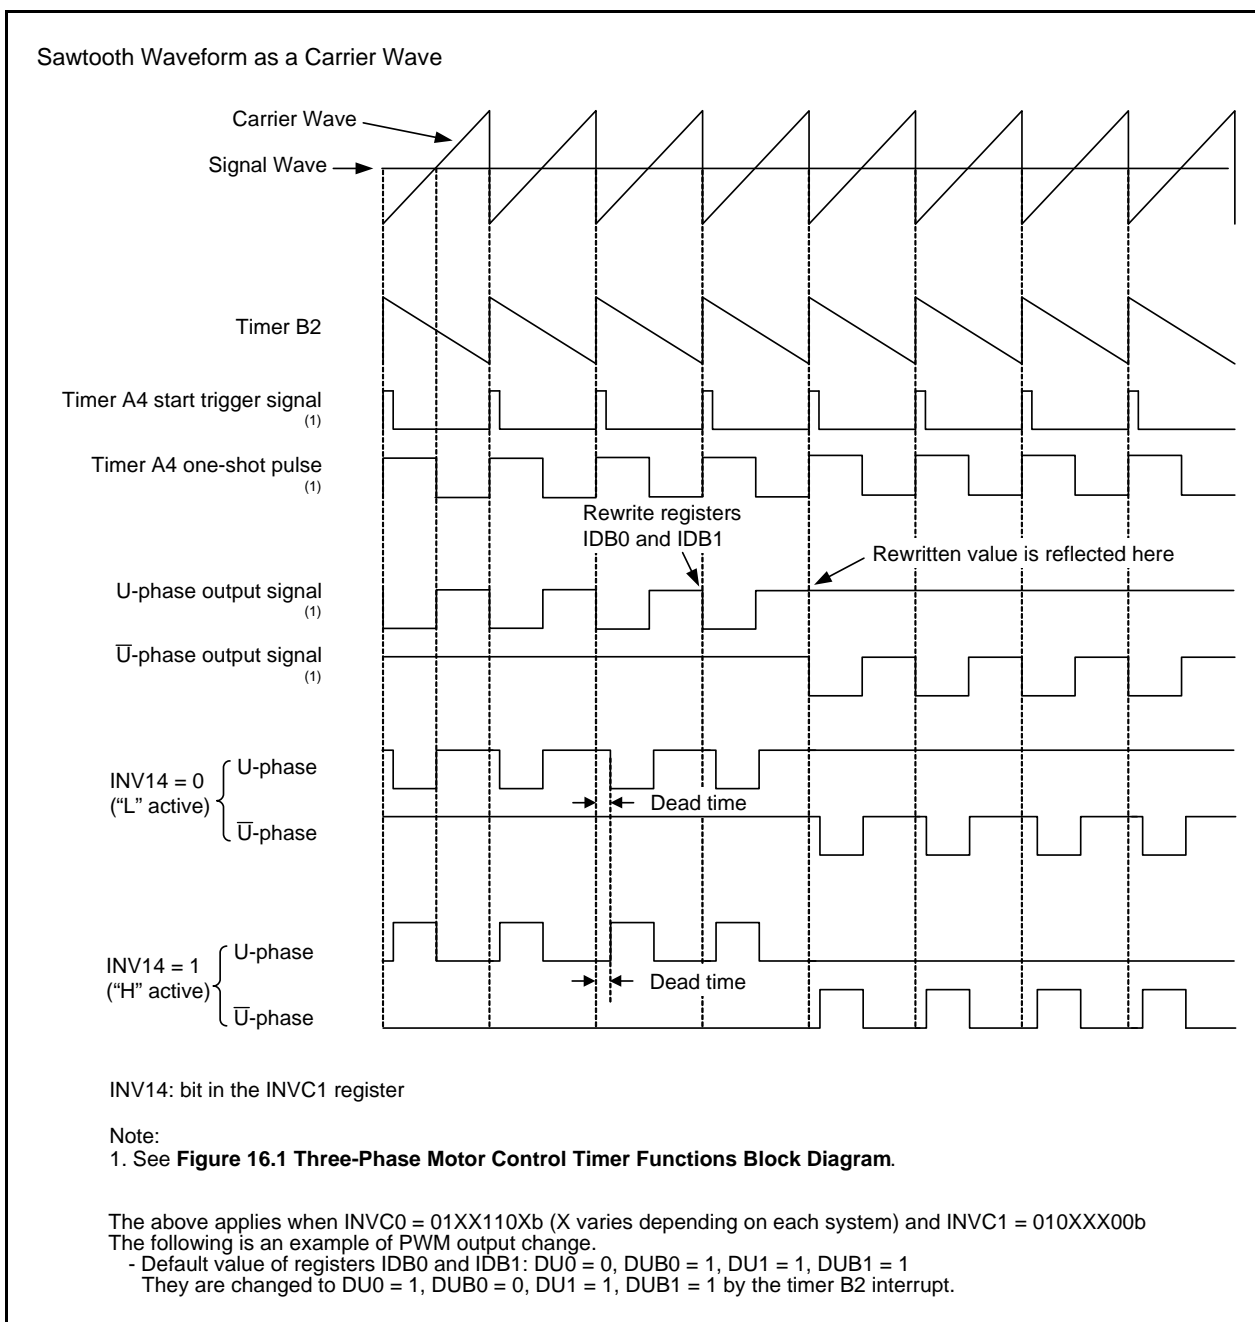 Sawtooth Waveform as a Carrier Wave
Carrier Wave
Signal Wave
Timer B2
Timer A4 start trigger signal
(1)
Timer A4 one-shot pulse
(1)
Rewrite registers
IDB0 and IDB1
Rewritten value is reflected here
U-phase output signal
(1)
U̅-phase output signal
(1)
INV14 = 0
(“L” active)
U-phase
Dead time
U̅-phase
INV14 = 1
(“H” active)
U-phase
Dead time
U̅-phase
INV14: bit in the INVC1 register
Note:
1. See Figure 16.1 Three-Phase Motor Control Timer Functions Block Diagram.
The above applies when INVC0 = 01XX110Xb (X varies depending on each system) and INVC1 = 010XXX00b
The following is an example of PWM output change.
- Default value of registers IDB0 and IDB1: DU0 = 0, DUB0 = 1, DU1 = 1, DUB1 = 1
They are changed to DU0 = 1, DUB0 = 0, DU1 = 1, DUB1 = 1 by the timer B2 interrupt.